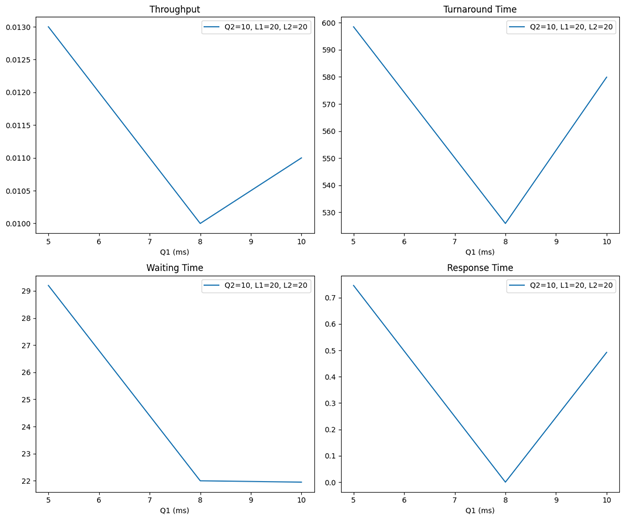 Throughput
Q2=10, L1=20, L2=20
0.0130
0.0125
0.0120
0.0115
0.0110
0.0105
0.0100
5 6 7 8 9 10
Q1 (ms)
Turnaround Time
Q2=10, L1=20, L2=20
600
590
580
570
560
550
540
530
5 6 7 8 9 10
Q1 (ms)
Waiting Time
Q2=10, L1=20, L2=20
29
28
27
26
25
24
23
22
5 6 7 8 9 10
Q1 (ms)
Response Time
Q2=10, L1=20, L2=20
0.7
0.6
0.5
0.4
0.3
0.2
0.1
0.0
5 6 7 8 9 10
Q1 (ms)